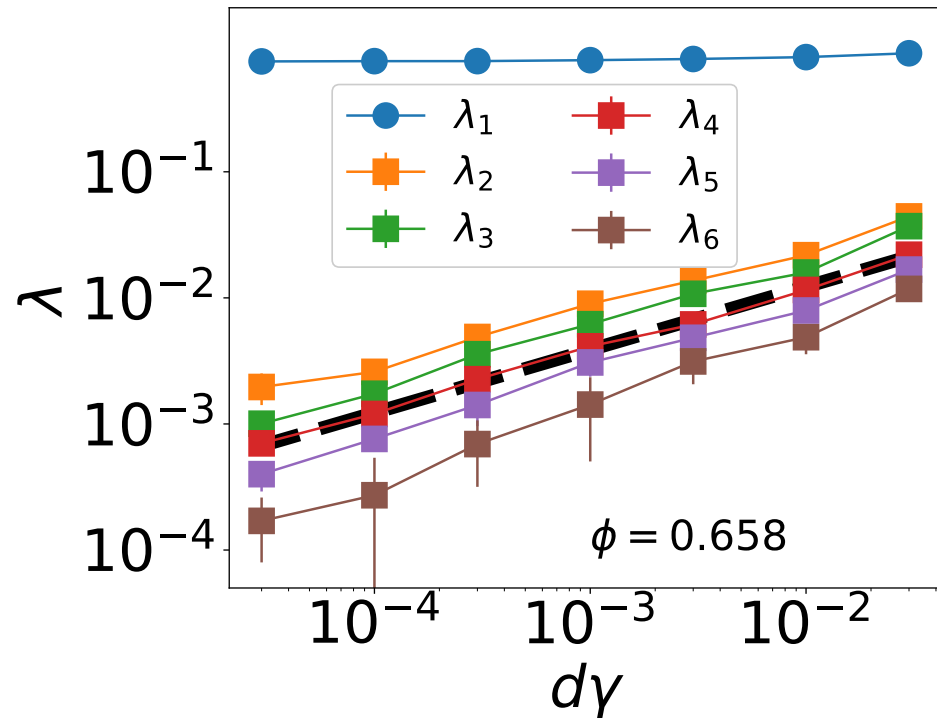 λ₁ λ₄
λ₂ λ₅
λ₃ λ₆
10⁻¹
10⁻²
10⁻³
10⁻⁴
λ
ϕ = 0.658
10⁻⁴ 10⁻³ 10⁻²
dγ